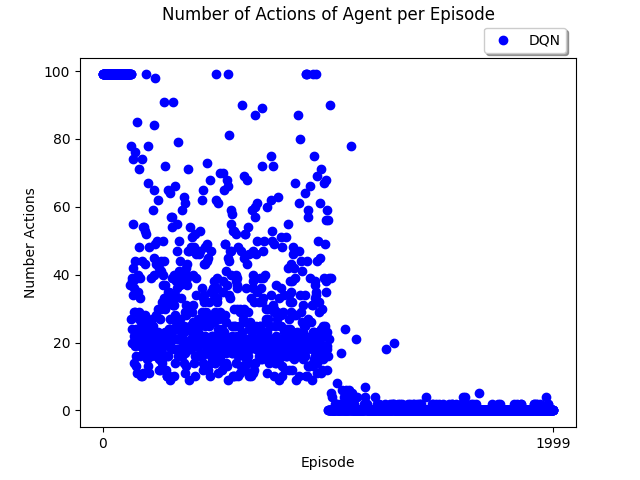 Number of Actions of Agent per Episode
DQN
100
80
60
40
20
0
Number Actions
0
1999
Episode